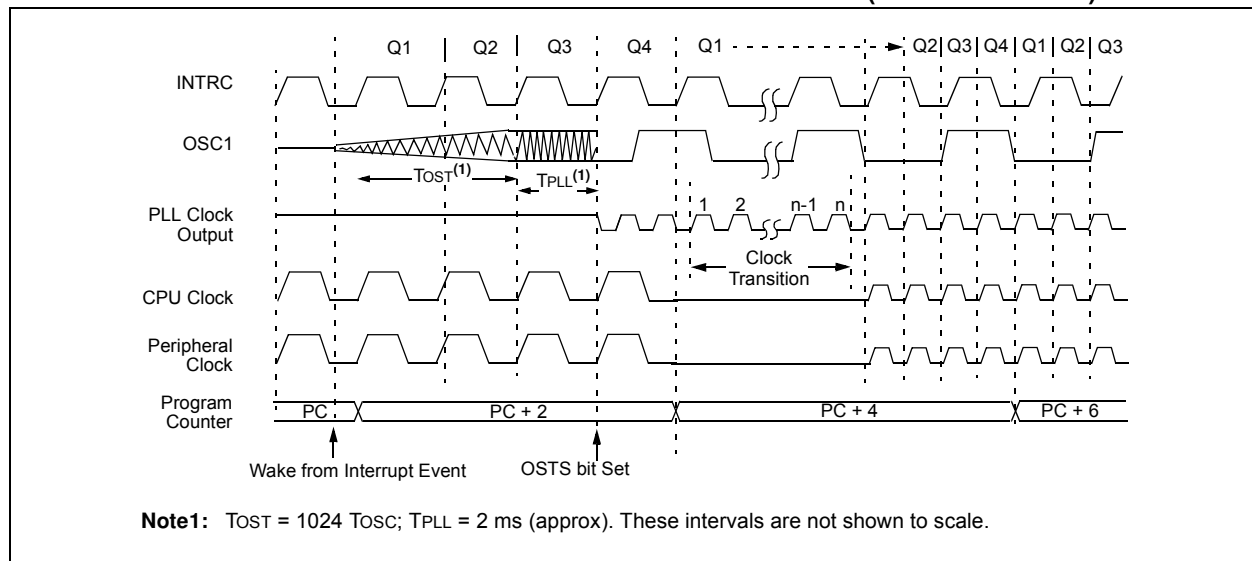 Q1 Q2 Q3 Q4 Q1 Q2 Q3 Q4 Q1 Q2 Q3
INTRC
OSC1
TOST(1) TPLL(1)
1 2 n-1 n
PLL Clock
Output
Clock
Transition
CPU Clock
Peripheral
Clock
Program
Counter
PC PC + 2 PC + 4 PC + 6
Wake from Interrupt Event OSTS bit Set
Note1: TOST = 1024 TOSC; TPLL = 2 ms (approx). These intervals are not shown to scale.